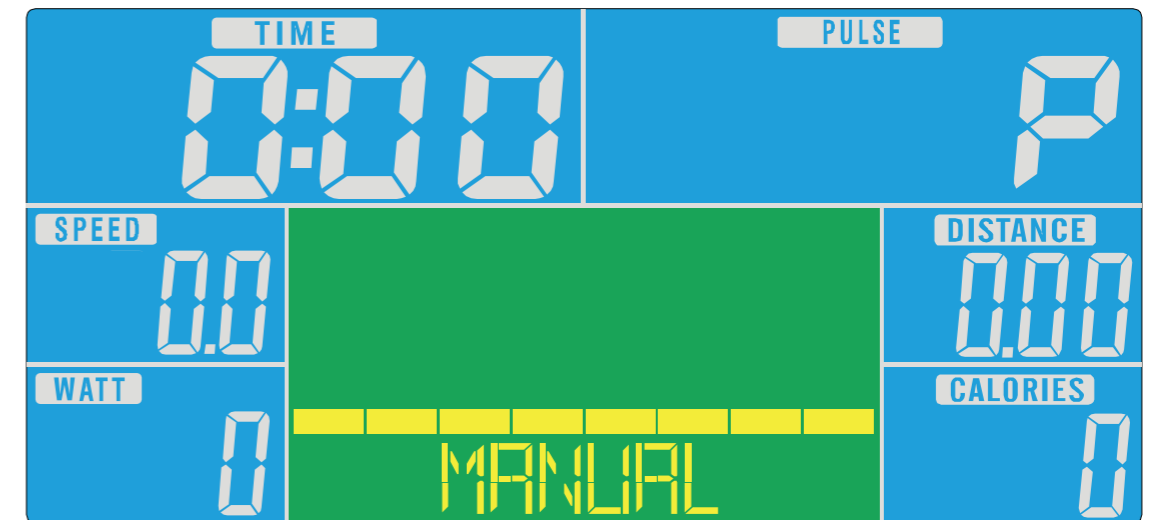 TIME
0:00
PULSE
P
SPEED
0.0
DISTANCE
0.00
WATT
0
CALORIES
0
MANUAL